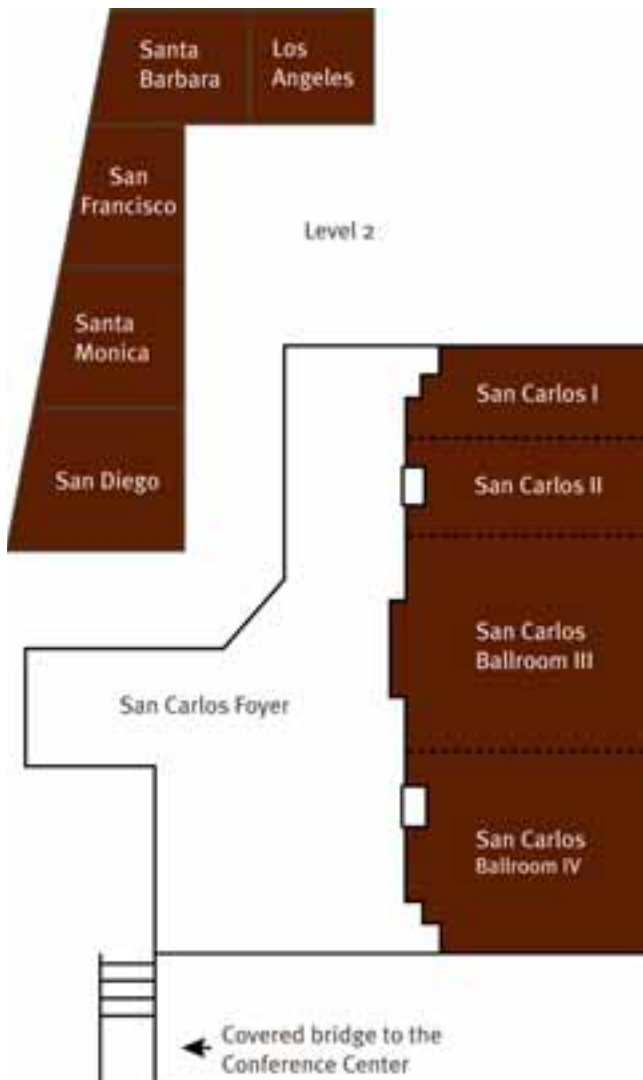 Santa
Barbara
Los
Angeles
San
Francisco
Level 2
Santa
Monica
San Carlos I
San Diego
San Carlos II
San Carlos
Ballroom III
San Carlos Foyer
San Carlos
Ballroom IV
Covered bridge to the
Conference Center